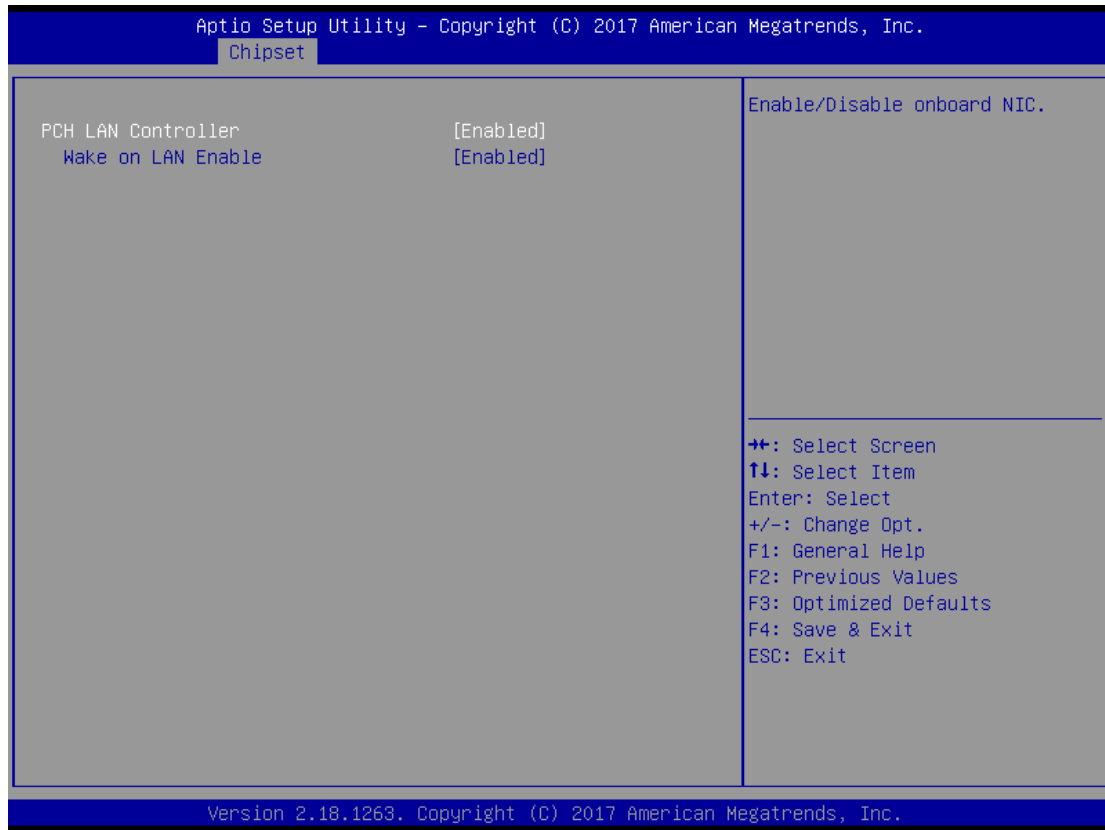 Aptio Setup Utility – Copyright (C) 2017 American Megatrends, Inc.
Chipset
PCH LAN Controller [Enabled]
Wake on LAN Enable [Enabled]
Enable/Disable onboard NIC.
→←: Select Screen
↑↓: Select Item
Enter: Select
+/-: Change Opt.
F1: General Help
F2: Previous Values
F3: Optimized Defaults
F4: Save & Exit
ESC: Exit
Version 2.18.1263. Copyright (C) 2017 American Megatrends, Inc.